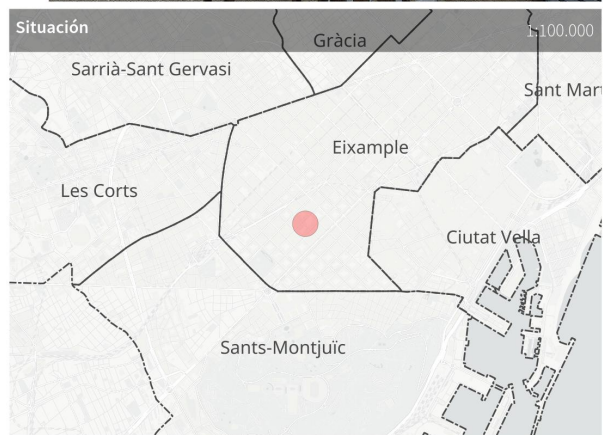 Situación
1:100.000
Gràcia
Sarrià-Sant Gervasi
Sant Mart
Eixample
Les Corts
Ciutat Vella
Sants-Montjuïc